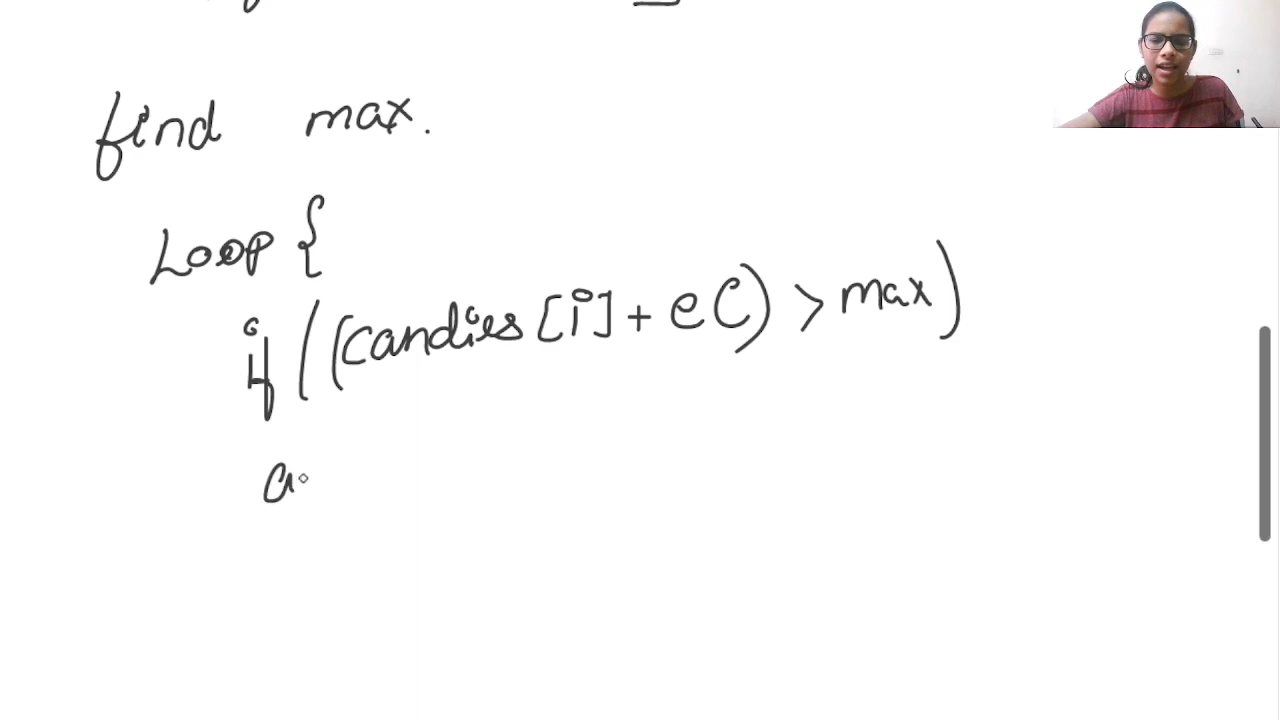 find max.
Loop {
if ((candies[i] + eC) > max)
a